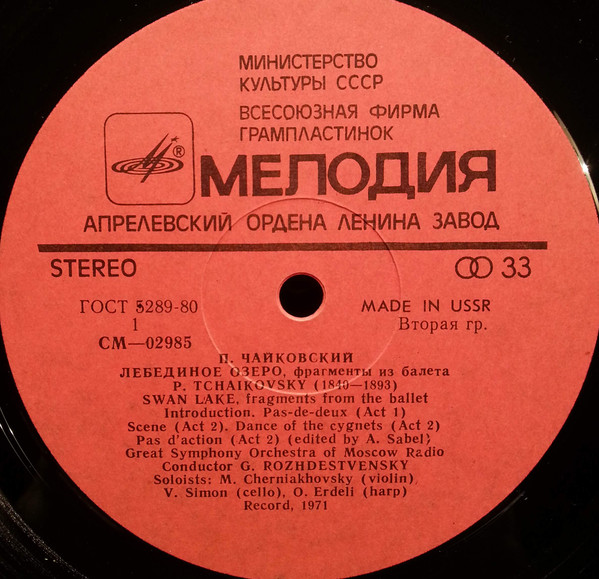 МИНИСТЕРСТВО
КУЛЬТУРЫ СССР
ВСЕСОЮЗНАЯ ФИРМА
ГРАМПЛАСТИНОК
®
МЕЛОДИЯ
АПРЕЛЕВСКИЙ ОРДЕНА ЛЕНИНА ЗАВОД
STEREO 33
ГОСТ 5289-80 MADE IN USSR
1 Вторая гр.
СМ—02985
П. ЧАЙКОВСКИЙ
ЛЕБЕДИНОЕ ОЗЕРО, фрагменты из балета
P. TCHAIKOVSKY (1840—1893)
SWAN LAKE, fragments from the ballet
Introduction. Pas-de-deux (Act 1)
Scene (Act 2). Dance of the cygnets (Act 2)
Pas d'action (Act 2) (edited by A. Sabel)
Great Symphony Orchestra of Moscow Radio
Conductor G. ROZHDESTVENSKY
Soloists: M. Cherniakhovsky (violin),
V. Simon (cello), O. Erdeli (harp)
Record, 1971